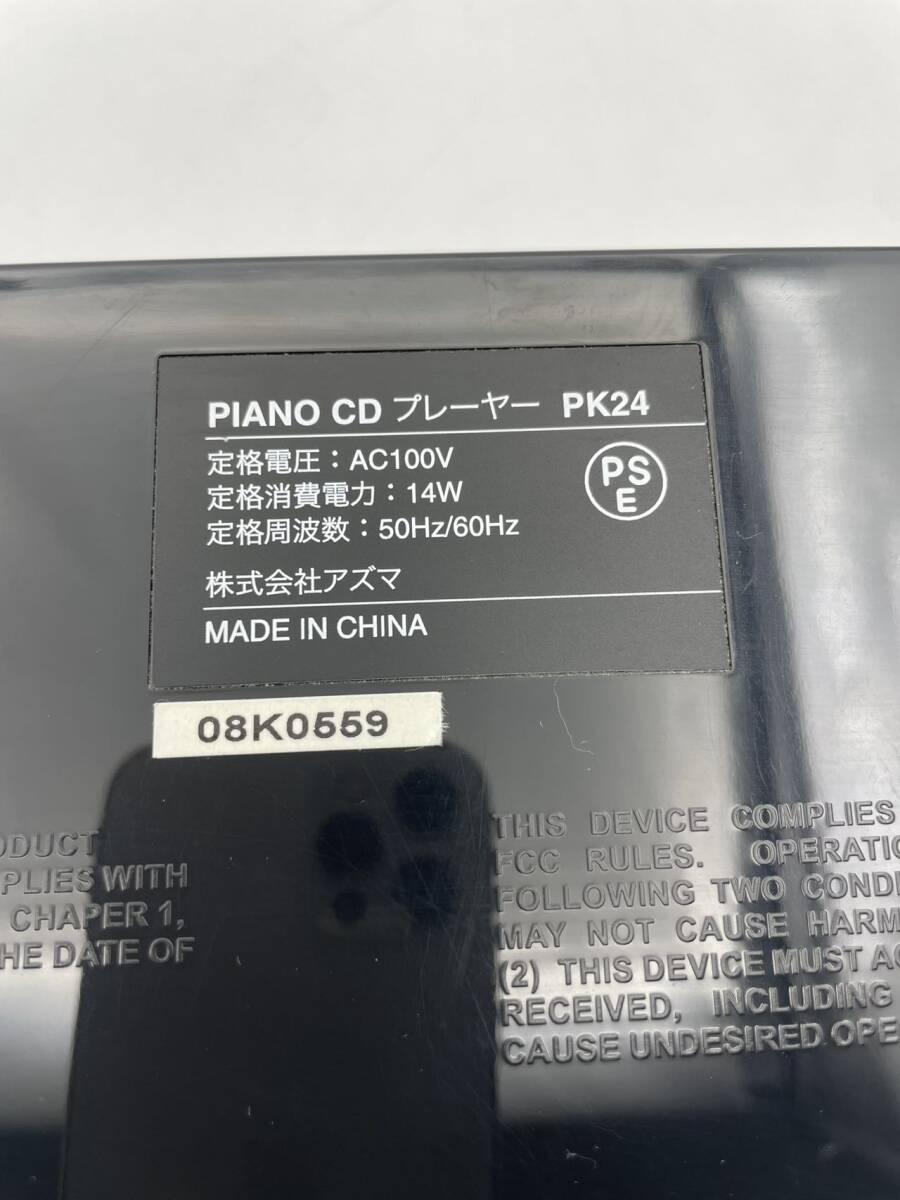 PIANO CD プレーヤー PK24
定格電圧：AC100V
定格消費電力：14W
定格周波数：50Hz/60Hz
PS
E
株式会社アズマ
MADE IN CHINA
08K0559
ODUCT
PLIES WITH
CHAPER 1,
HE DATE OF
THIS DEVICE COMPLIES
FCC RULES. OPERATIO
FOLLOWING TWO CONDI
MAY NOT CAUSE HARM
(2) THIS DEVICE MUST AC
RECEIVED, INCLUDING
CAUSE UNDESIRED OPE